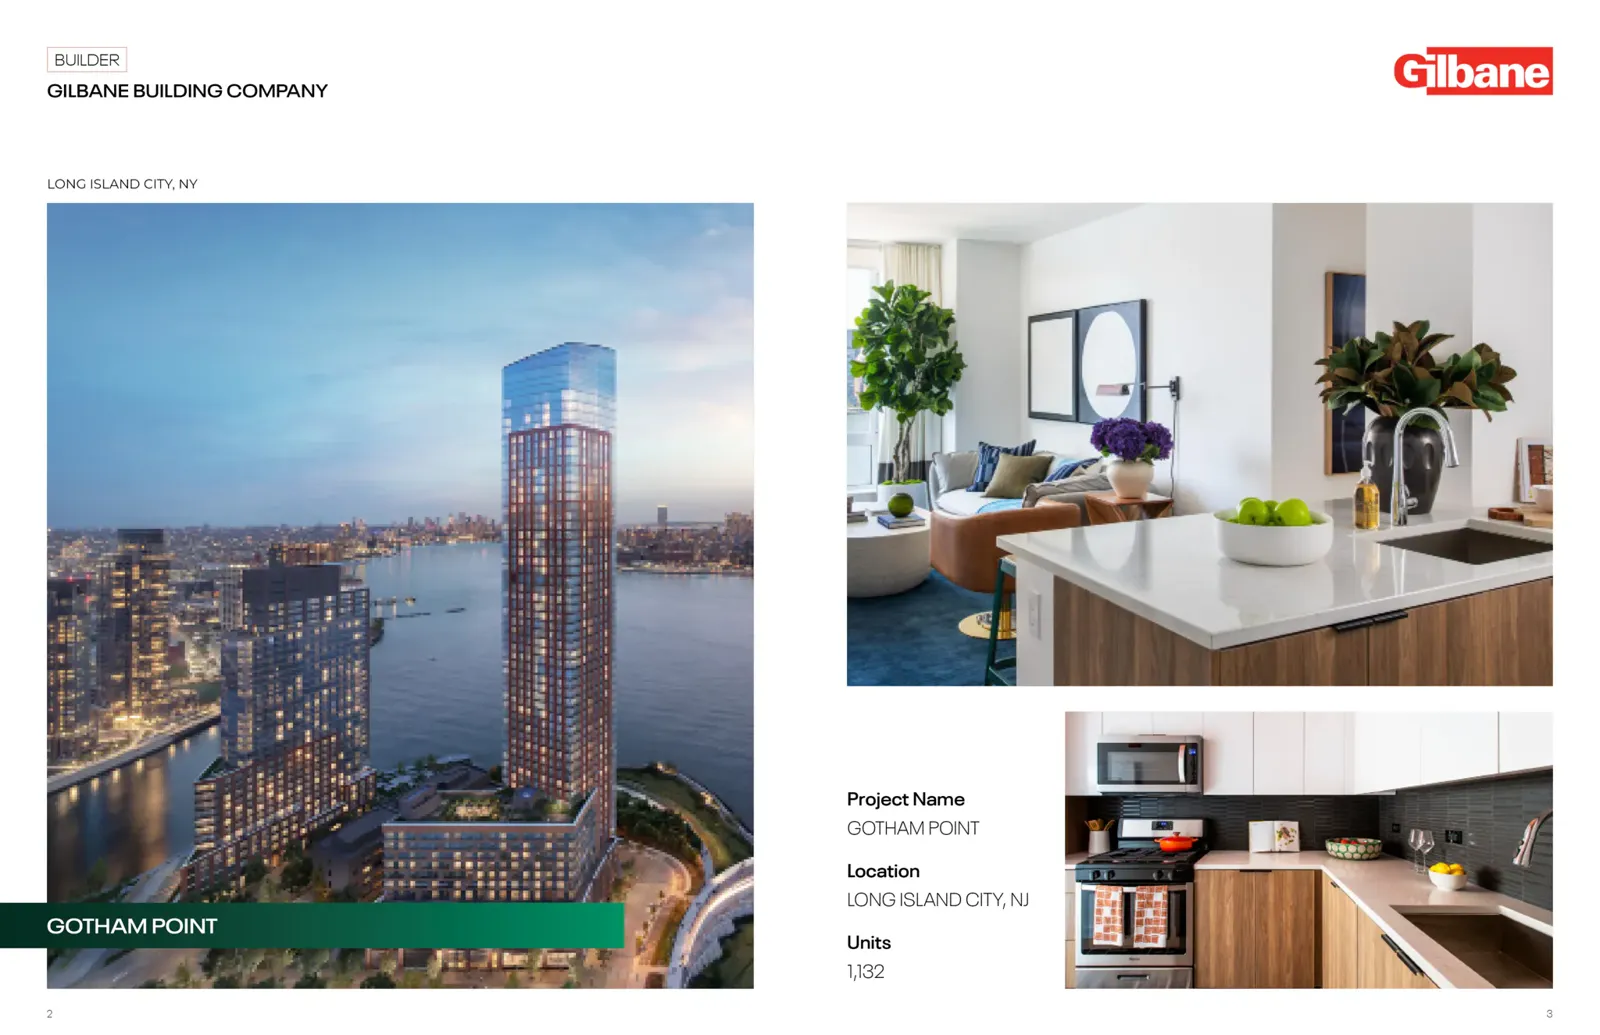 BUILDER
GILBANE BUILDING COMPANY
Gilbane
LONG ISLAND CITY, NY
GOTHAM POINT
Project Name
GOTHAM POINT
Location
LONG ISLAND CITY, NJ
Units
1,132
2
3